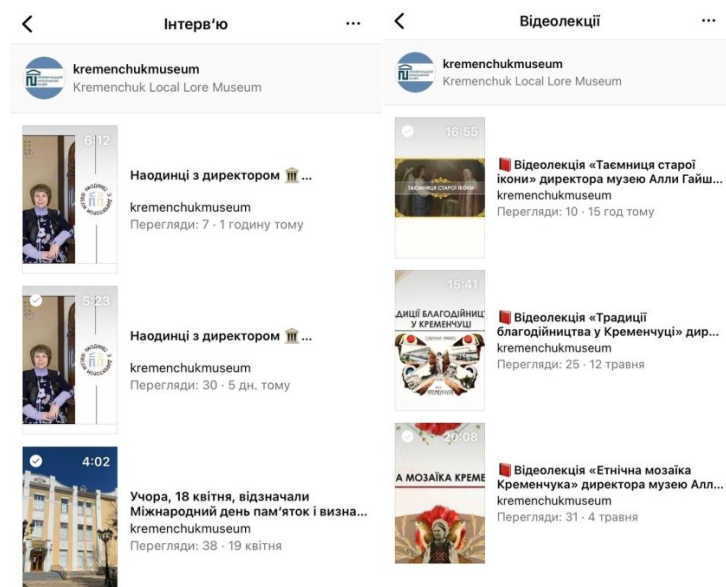 Інтерв'ю
kremenchukmuseum
Kremenchuk Local Lore Museum
6:12
Наодинці з директором 🏛️...
kremenchukmuseum
Перегляди: 7 · 1 годину тому
5:23
Наодинці з директором 🏛️...
kremenchukmuseum
Перегляди: 30 · 5 дн. тому
4:02
Учора, 18 квітня, відзначали
Міжнародний день пам'яток і визна...
kremenchukmuseum
Перегляди: 38 · 19 квітня
Відеолекції
kremenchukmuseum
Kremenchuk Local Lore Museum
16:55
ТАЄМНИЦЯ СТАРОЇ ІКОНИ
📕Відеолекція «Таємниця старої
ікони» директора музею Алли Гайш...
kremenchukmuseum
Перегляди: 10 · 15 год тому
15:41
ДИЦІЇ БЛАГОДІЙНИЦТ
У КРЕМЕНЧУЦІ
📕Відеолекція «Традиції
благодійництва у Кременчуці» дир...
kremenchukmuseum
Перегляди: 25 · 12 травня
20:08
А МОЗАЇКА КРЕМЕ
📕Відеолекція «Етнічна мозаїка
Кременчука» директора музею Алл...
kremenchukmuseum
Перегляди: 31 · 4 травня